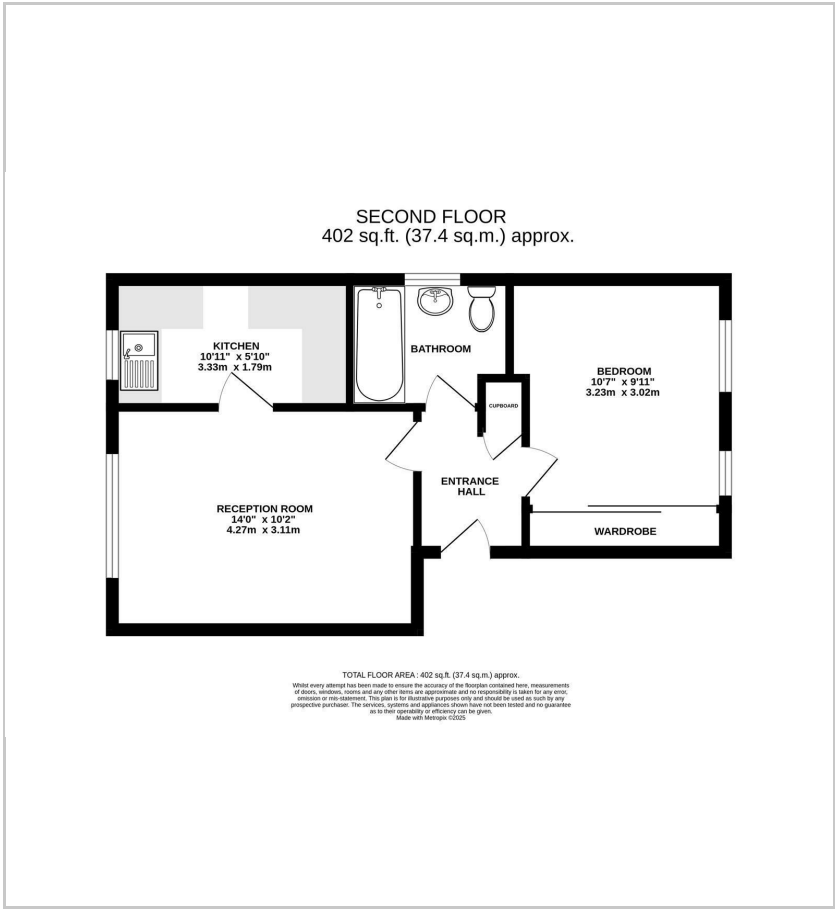 SECOND FLOOR
402 sq.ft. (37.4 sq.m.) approx.
KITCHEN
10'11" x 5'10"
3.33m x 1.79m
BATHROOM
BEDROOM
10'7" x 9'11"
3.23m x 3.02m
CUPBOARD
ENTRANCE
HALL
RECEPTION ROOM
14'0" x 10'2"
4.27m x 3.11m
WARDROBE
TOTAL FLOOR AREA : 402 sq.ft. (37.4 sq.m.) approx.
Whilst every attempt has been made to ensure the accuracy of the floorplan contained here, measurements
of doors, windows, rooms and any other items are approximate and no responsibility is taken for any error,
omission or mis-statement. This plan is for illustrative purposes only and should be used as such by any
prospective purchaser. The services, systems and appliances shown have not been tested and no guarantee
as to their operability or efficiency can be given.
Made with Metropix ©2025